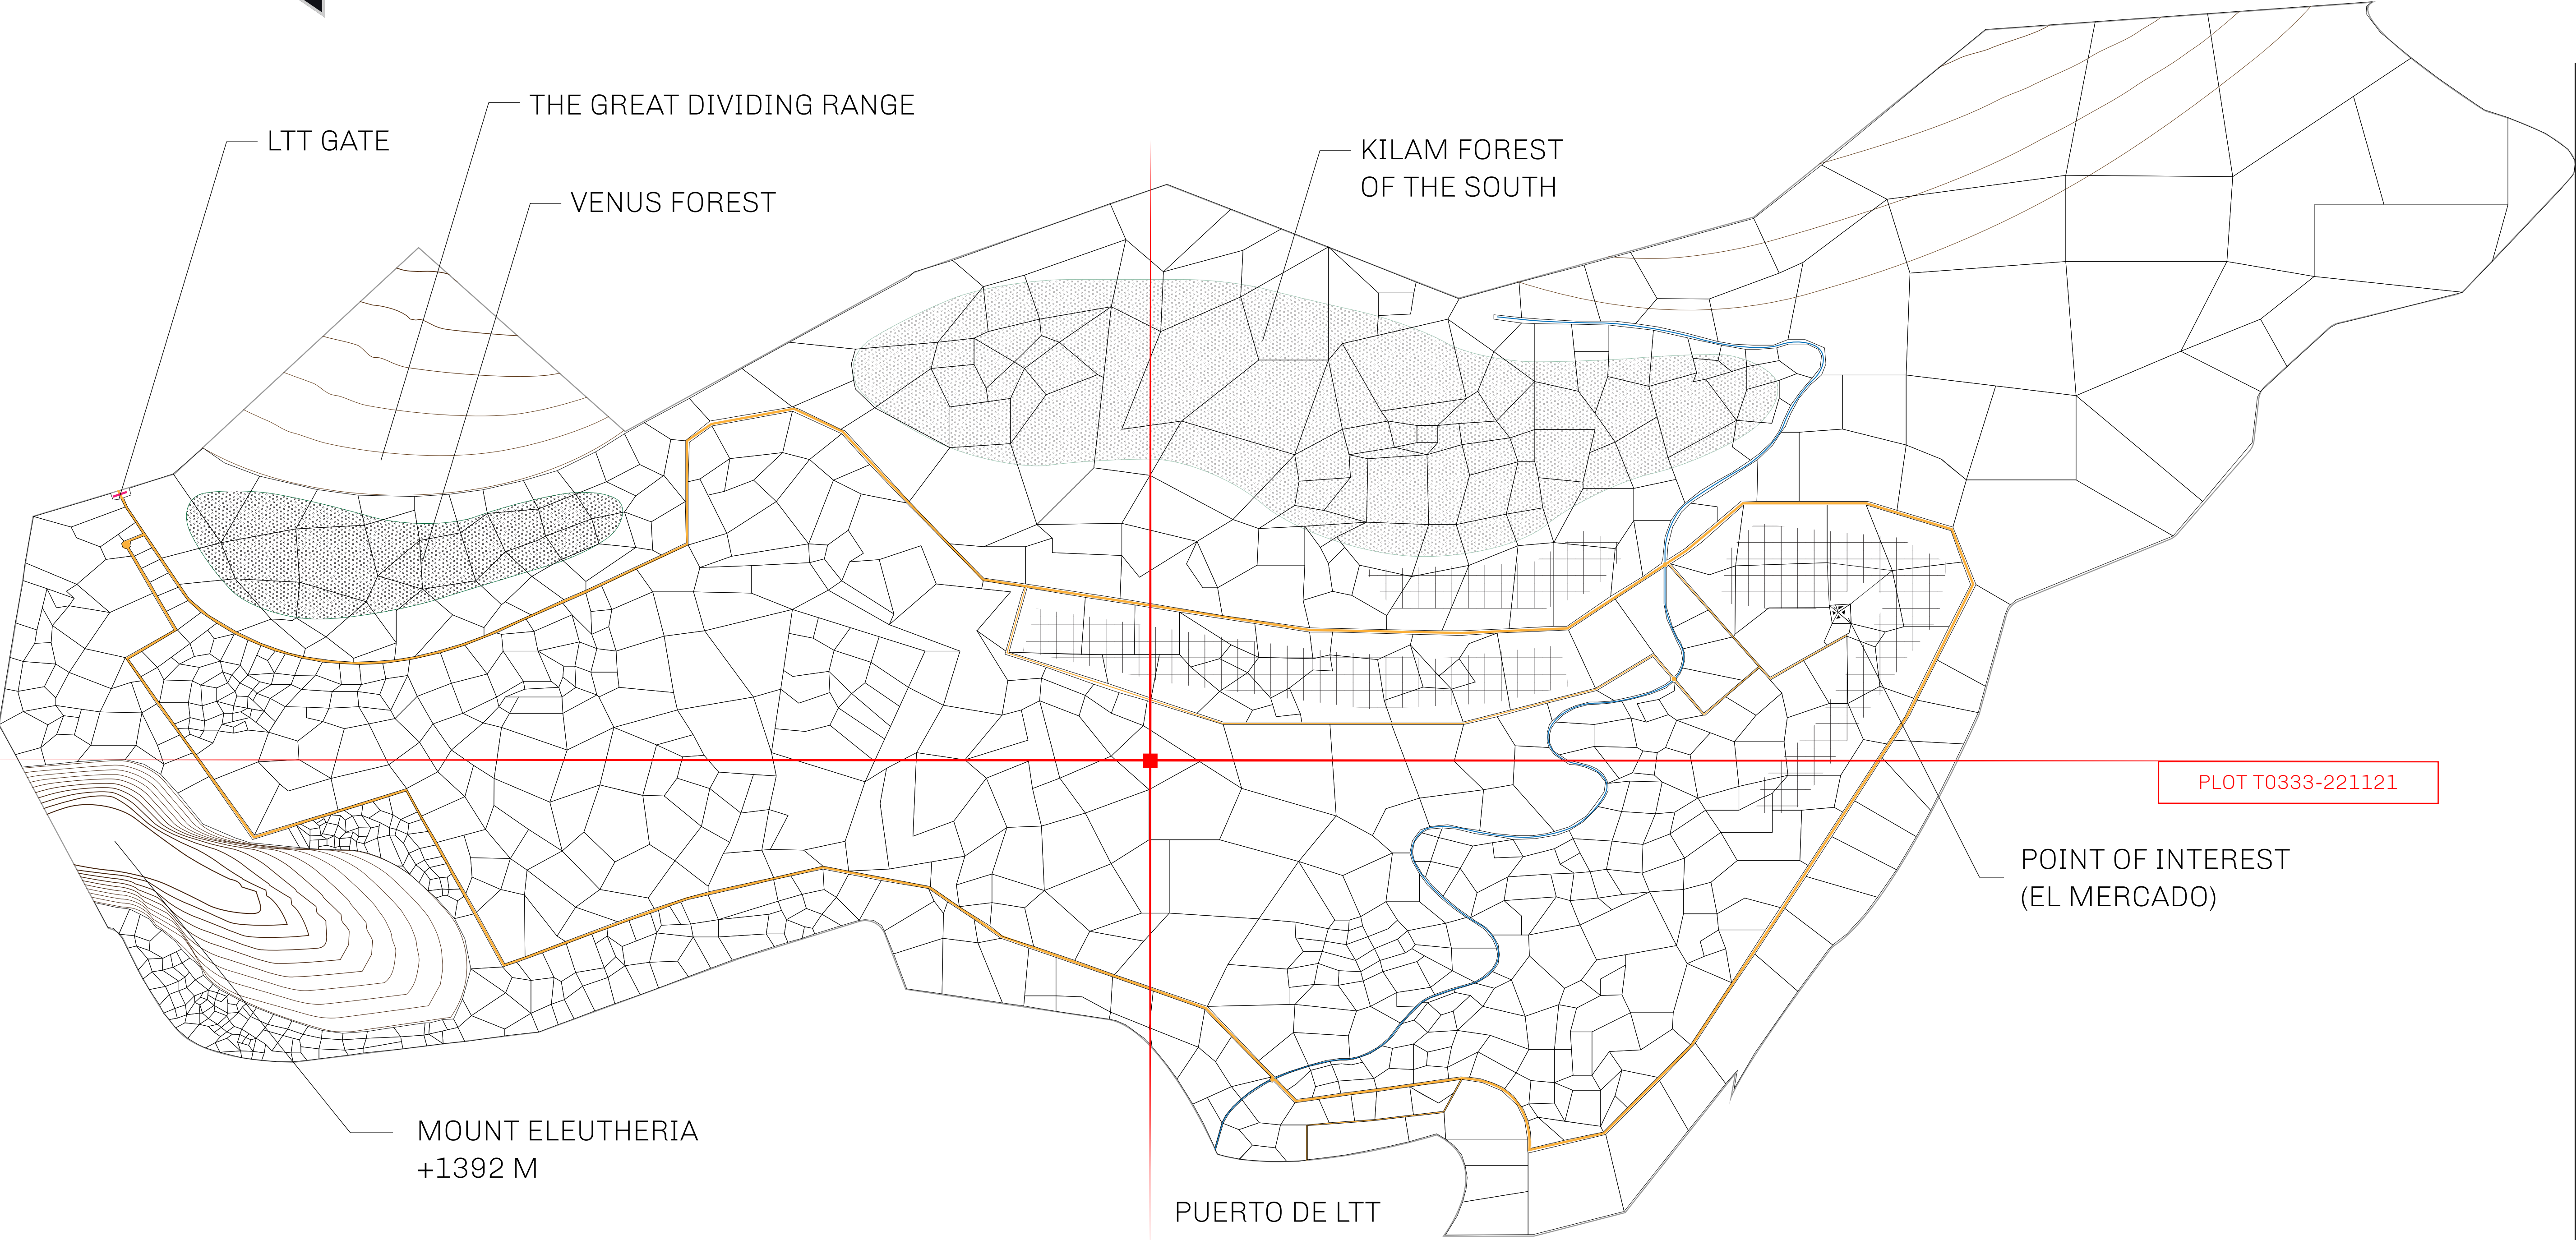 THE GREAT DIVIDING RANGE
LTT GATE
KILAM FOREST
OF THE SOUTH
VENUS FOREST
PLOT T0333-221121
POINT OF INTEREST
(EL MERCADO)
MOUNT ELEUTHERIA
+1392 M
PUERTO DE LTT